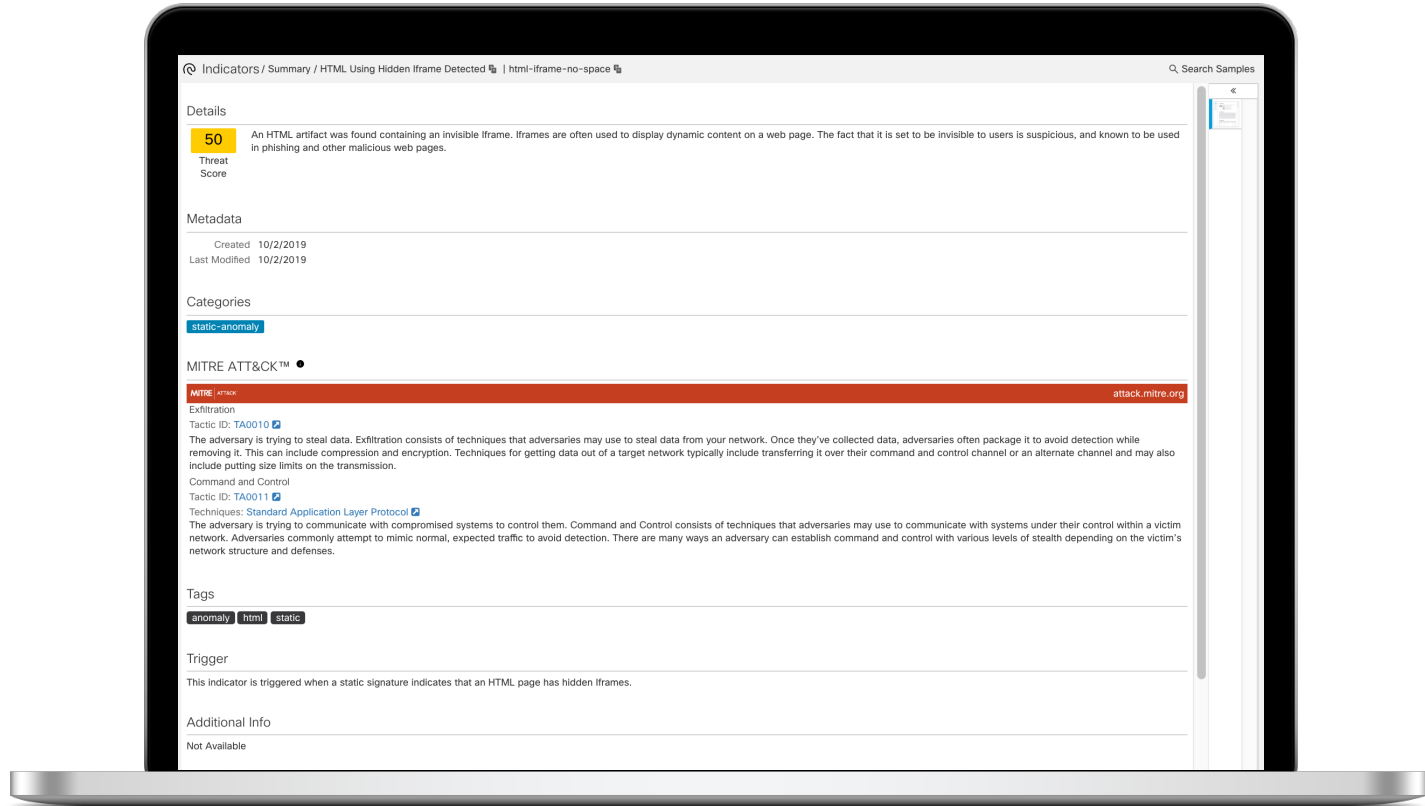 Indicators / Summary / HTML Using Hidden Iframe Detected | html-iframe-no-space
Search Samples
Details
50
Threat
Score
An HTML artifact was found containing an invisible Iframe. Iframes are often used to display dynamic content on a web page. The fact that it is set to be invisible to users is suspicious, and known to be used
in phishing and other malicious web pages.
Metadata
Created 10/2/2019
Last Modified 10/2/2019
Categories
static-anomaly
MITRE ATT&CK™
MITRE | ATT&CK
attack.mitre.org
Exfiltration
Tactic ID: TA0010
The adversary is trying to steal data. Exfiltration consists of techniques that adversaries may use to steal data from your network. Once they've collected data, adversaries often package it to avoid detection while
removing it. This can include compression and encryption. Techniques for getting data out of a target network typically include transferring it over their command and control channel or an alternate channel and may also
include putting size limits on the transmission.
Command and Control
Tactic ID: TA0011
Techniques: Standard Application Layer Protocol
The adversary is trying to communicate with compromised systems to control them. Command and Control consists of techniques that adversaries may use to communicate with systems under their control within a victim
network. Adversaries commonly attempt to mimic normal, expected traffic to avoid detection. There are many ways an adversary can establish command and control with various levels of stealth depending on the victim's
network structure and defenses.
Tags
anomaly html static
Trigger
This indicator is triggered when a static signature indicates that an HTML page has hidden Iframes.
Additional Info
Not Available